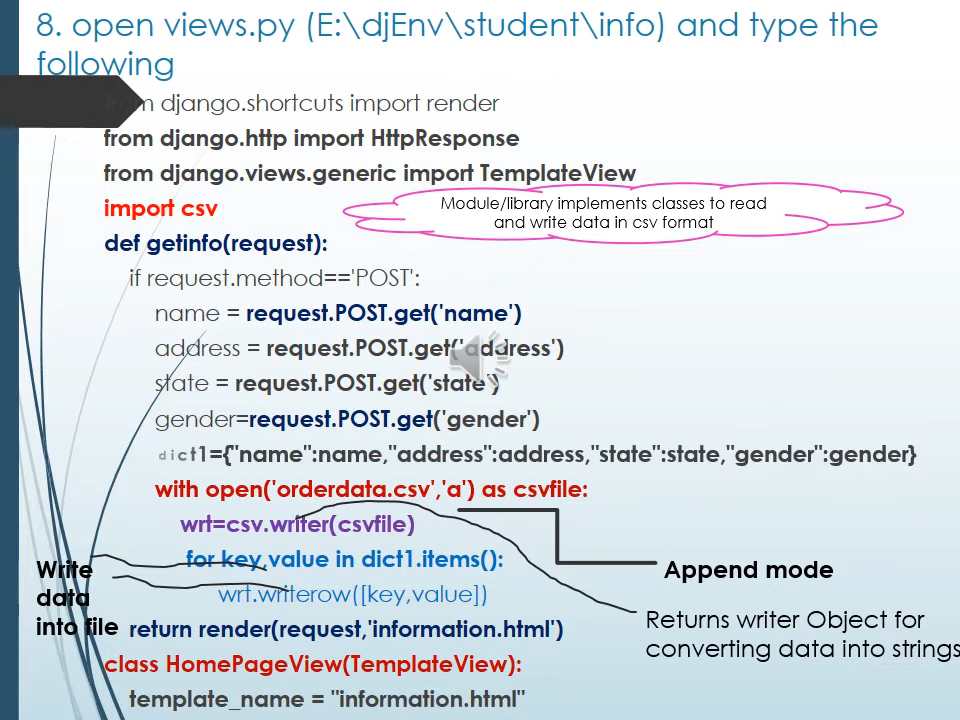 8. open views.py (E:\djEnv\student\info) and type the
following
from django.shortcuts import render
from django.http import HttpResponse
from django.views.generic import TemplateView
import csv
Module/library implements classes to read
and write data in csv format
def getinfo(request):
if request.method=='POST':
name = request.POST.get('name')
address = request.POST.get('address')
state = request.POST.get('state')
gender=request.POST.get('gender')
dict1={"name":name,"address":address,"state":state,"gender":gender}
with open('orderdata.csv','a') as csvfile:
wrt=csv.writer(csvfile)
for key,value in dict1.items():
wrt.writerow([key,value])
Write
data
into file
Append mode
Returns writer Object for
converting data into strings
return render(request,'information.html')
class HomePageView(TemplateView):
template_name = "information.html"